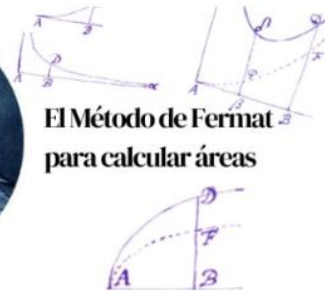 A B
D
A B
A B B F
El Método de Fermat
para calcular áreas
D
F
A B